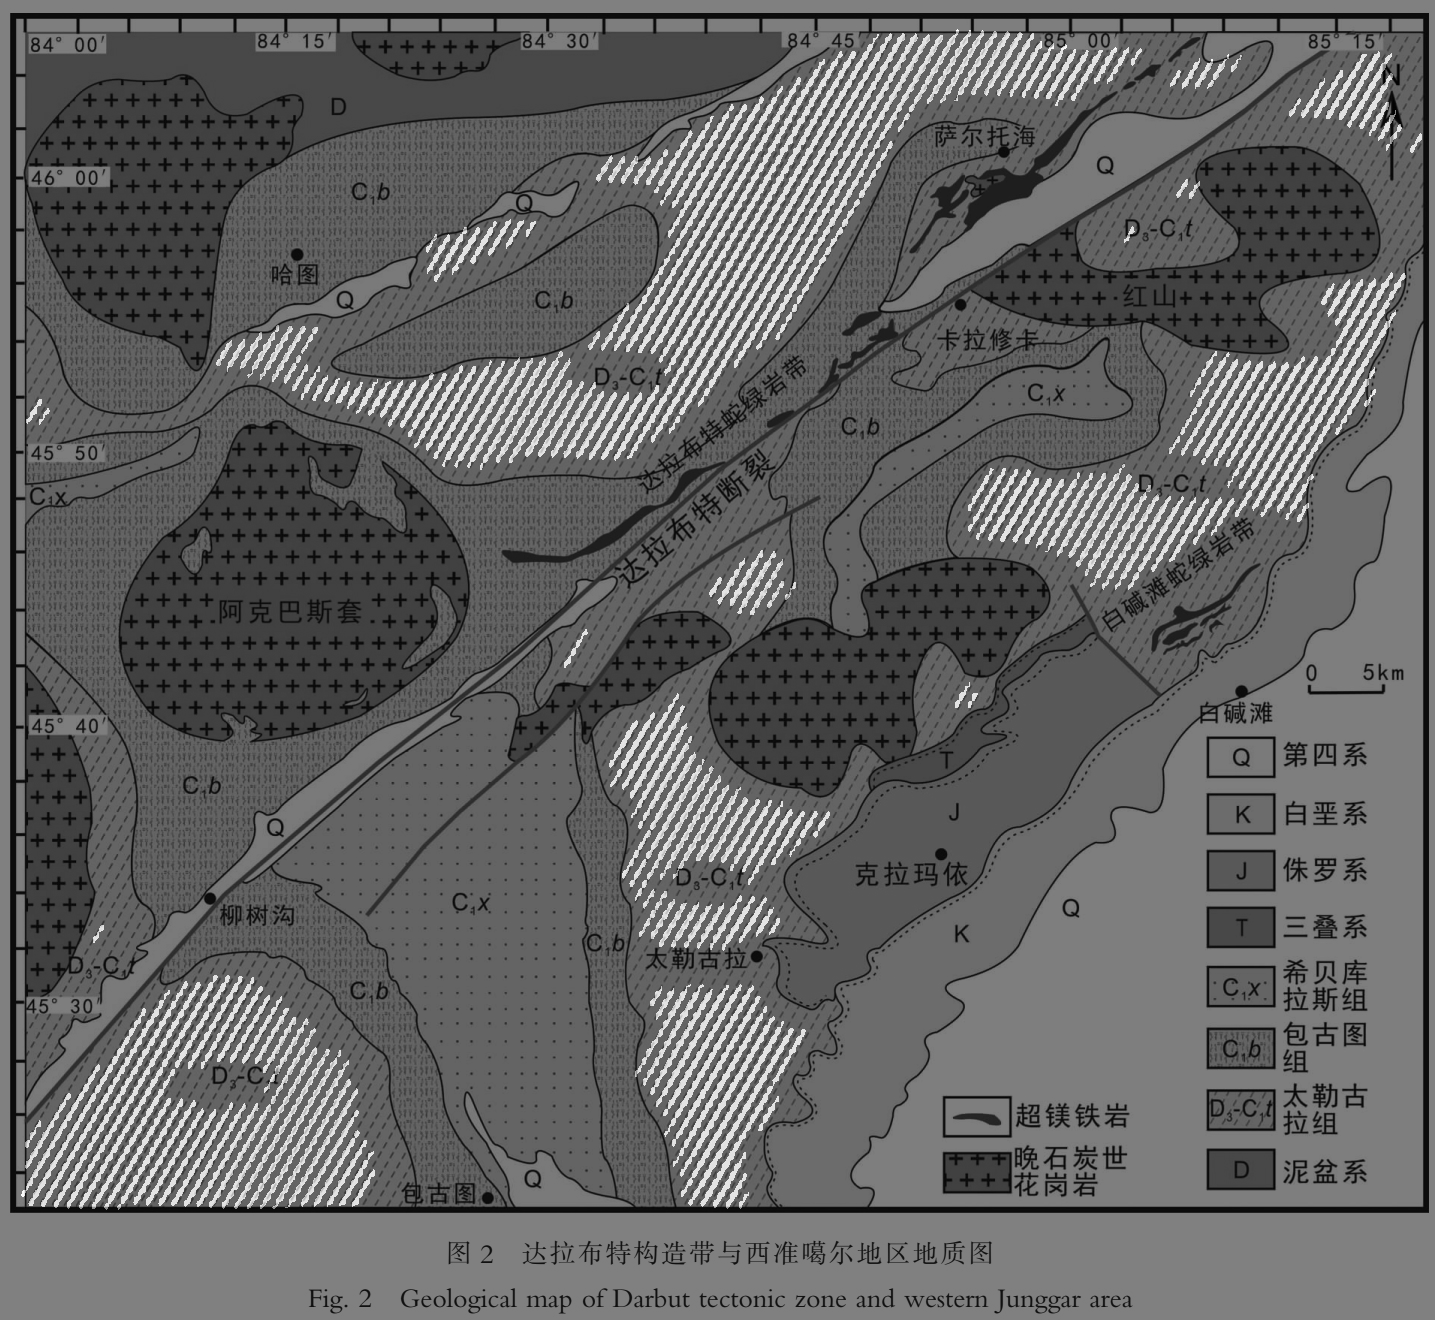 84° 00′
84° 15′
84° 30′
84° 45
85° 00
85° 15′
N
D
萨尔托海
Q
46° 00′
C₁b
Q
D₃-C₁t
哈图
Q
C₁b
红山
卡拉修卡
D₃-C₁t
达拉布特蛇绿岩带
C₁x
C₁b
45° 50′
达拉布特断裂
D₃-C₁t
C₁x
白碱滩蛇绿岩带
阿克巴斯套
0 5km
白碱滩
45° 40′
T
C₁b
J
Q
克拉玛依
D₃-C₁t
C₁x
柳树沟
Q
K
C₁b
太勒古拉
D₃-C₁t
C₁b
45° 30′
D₃-C₁t
Q
包古图
Q 第四系
K 白垩系
J 侏罗系
T 三叠系
C₁x 希贝库
拉斯组
C₁b 包古图
组
D₃-C₁t 太勒古
拉组
D 泥盆系
超镁铁岩
晚石炭世
花岗岩
图 2 达拉布特构造带与西准噶尔地区地质图
Fig. 2 Geological map of Darbut tectonic zone and western Junggar area